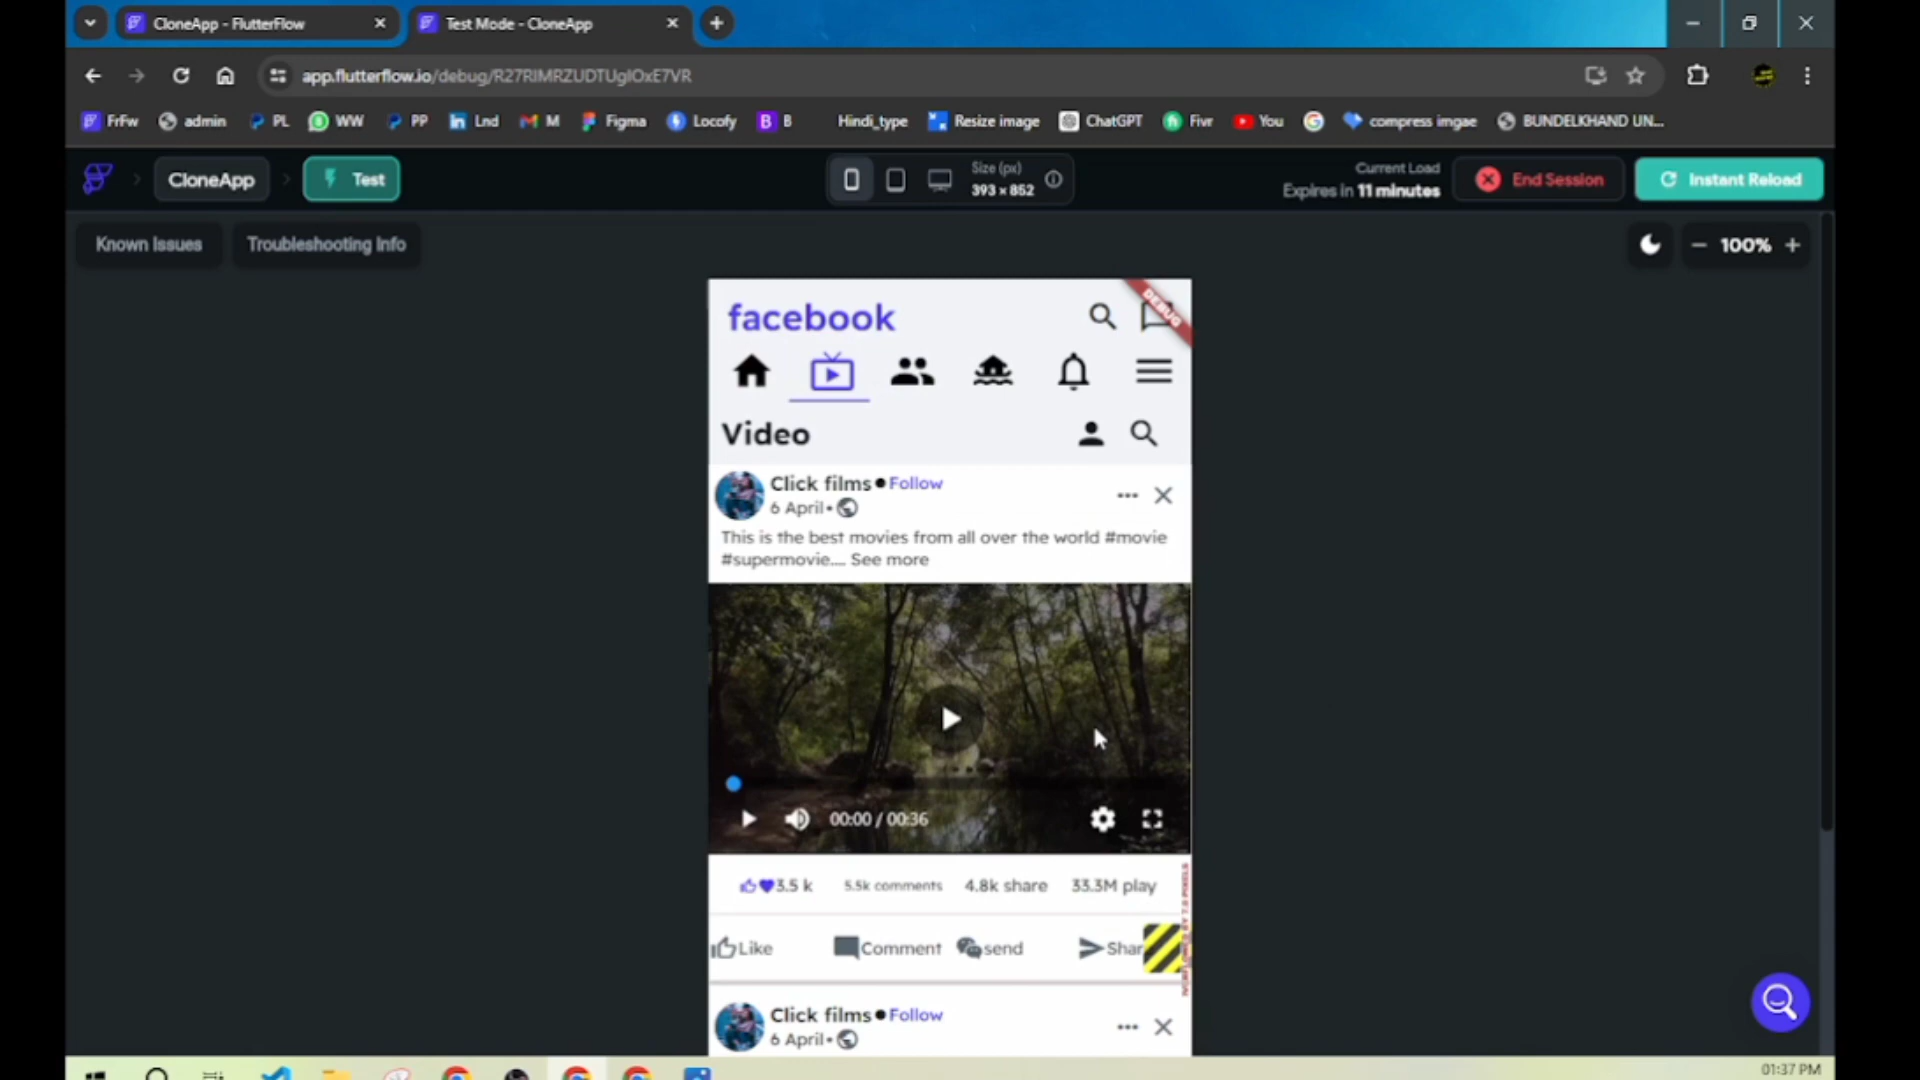 CloneApp - FlutterFlow
Test Mode - CloneApp
app.flutterflow.io/debug/R27RIMRZUDTUglOxE7VR
FrFw admin PL WW PP Lnd M Figma Locofy B Hindi_type Resize image ChatGPT Fivr You compress imgae BUNDELKHAND UN...
CloneApp
Test
Size (px)
393 × 852
Current Load
Expires in 11 minutes
End Session
Instant Reload
Known Issues
Troubleshooting Info
100%
facebook
DEBUG
Video
Click films Follow
6 April
This is the best movies from all over the world #movie
#supermovie.... See more
00:00 / 00:36
3.5 k 5.5k comments 4.8k share 33.3M play
Like Comment send Shar
Click films Follow
6 April
01:37 PM